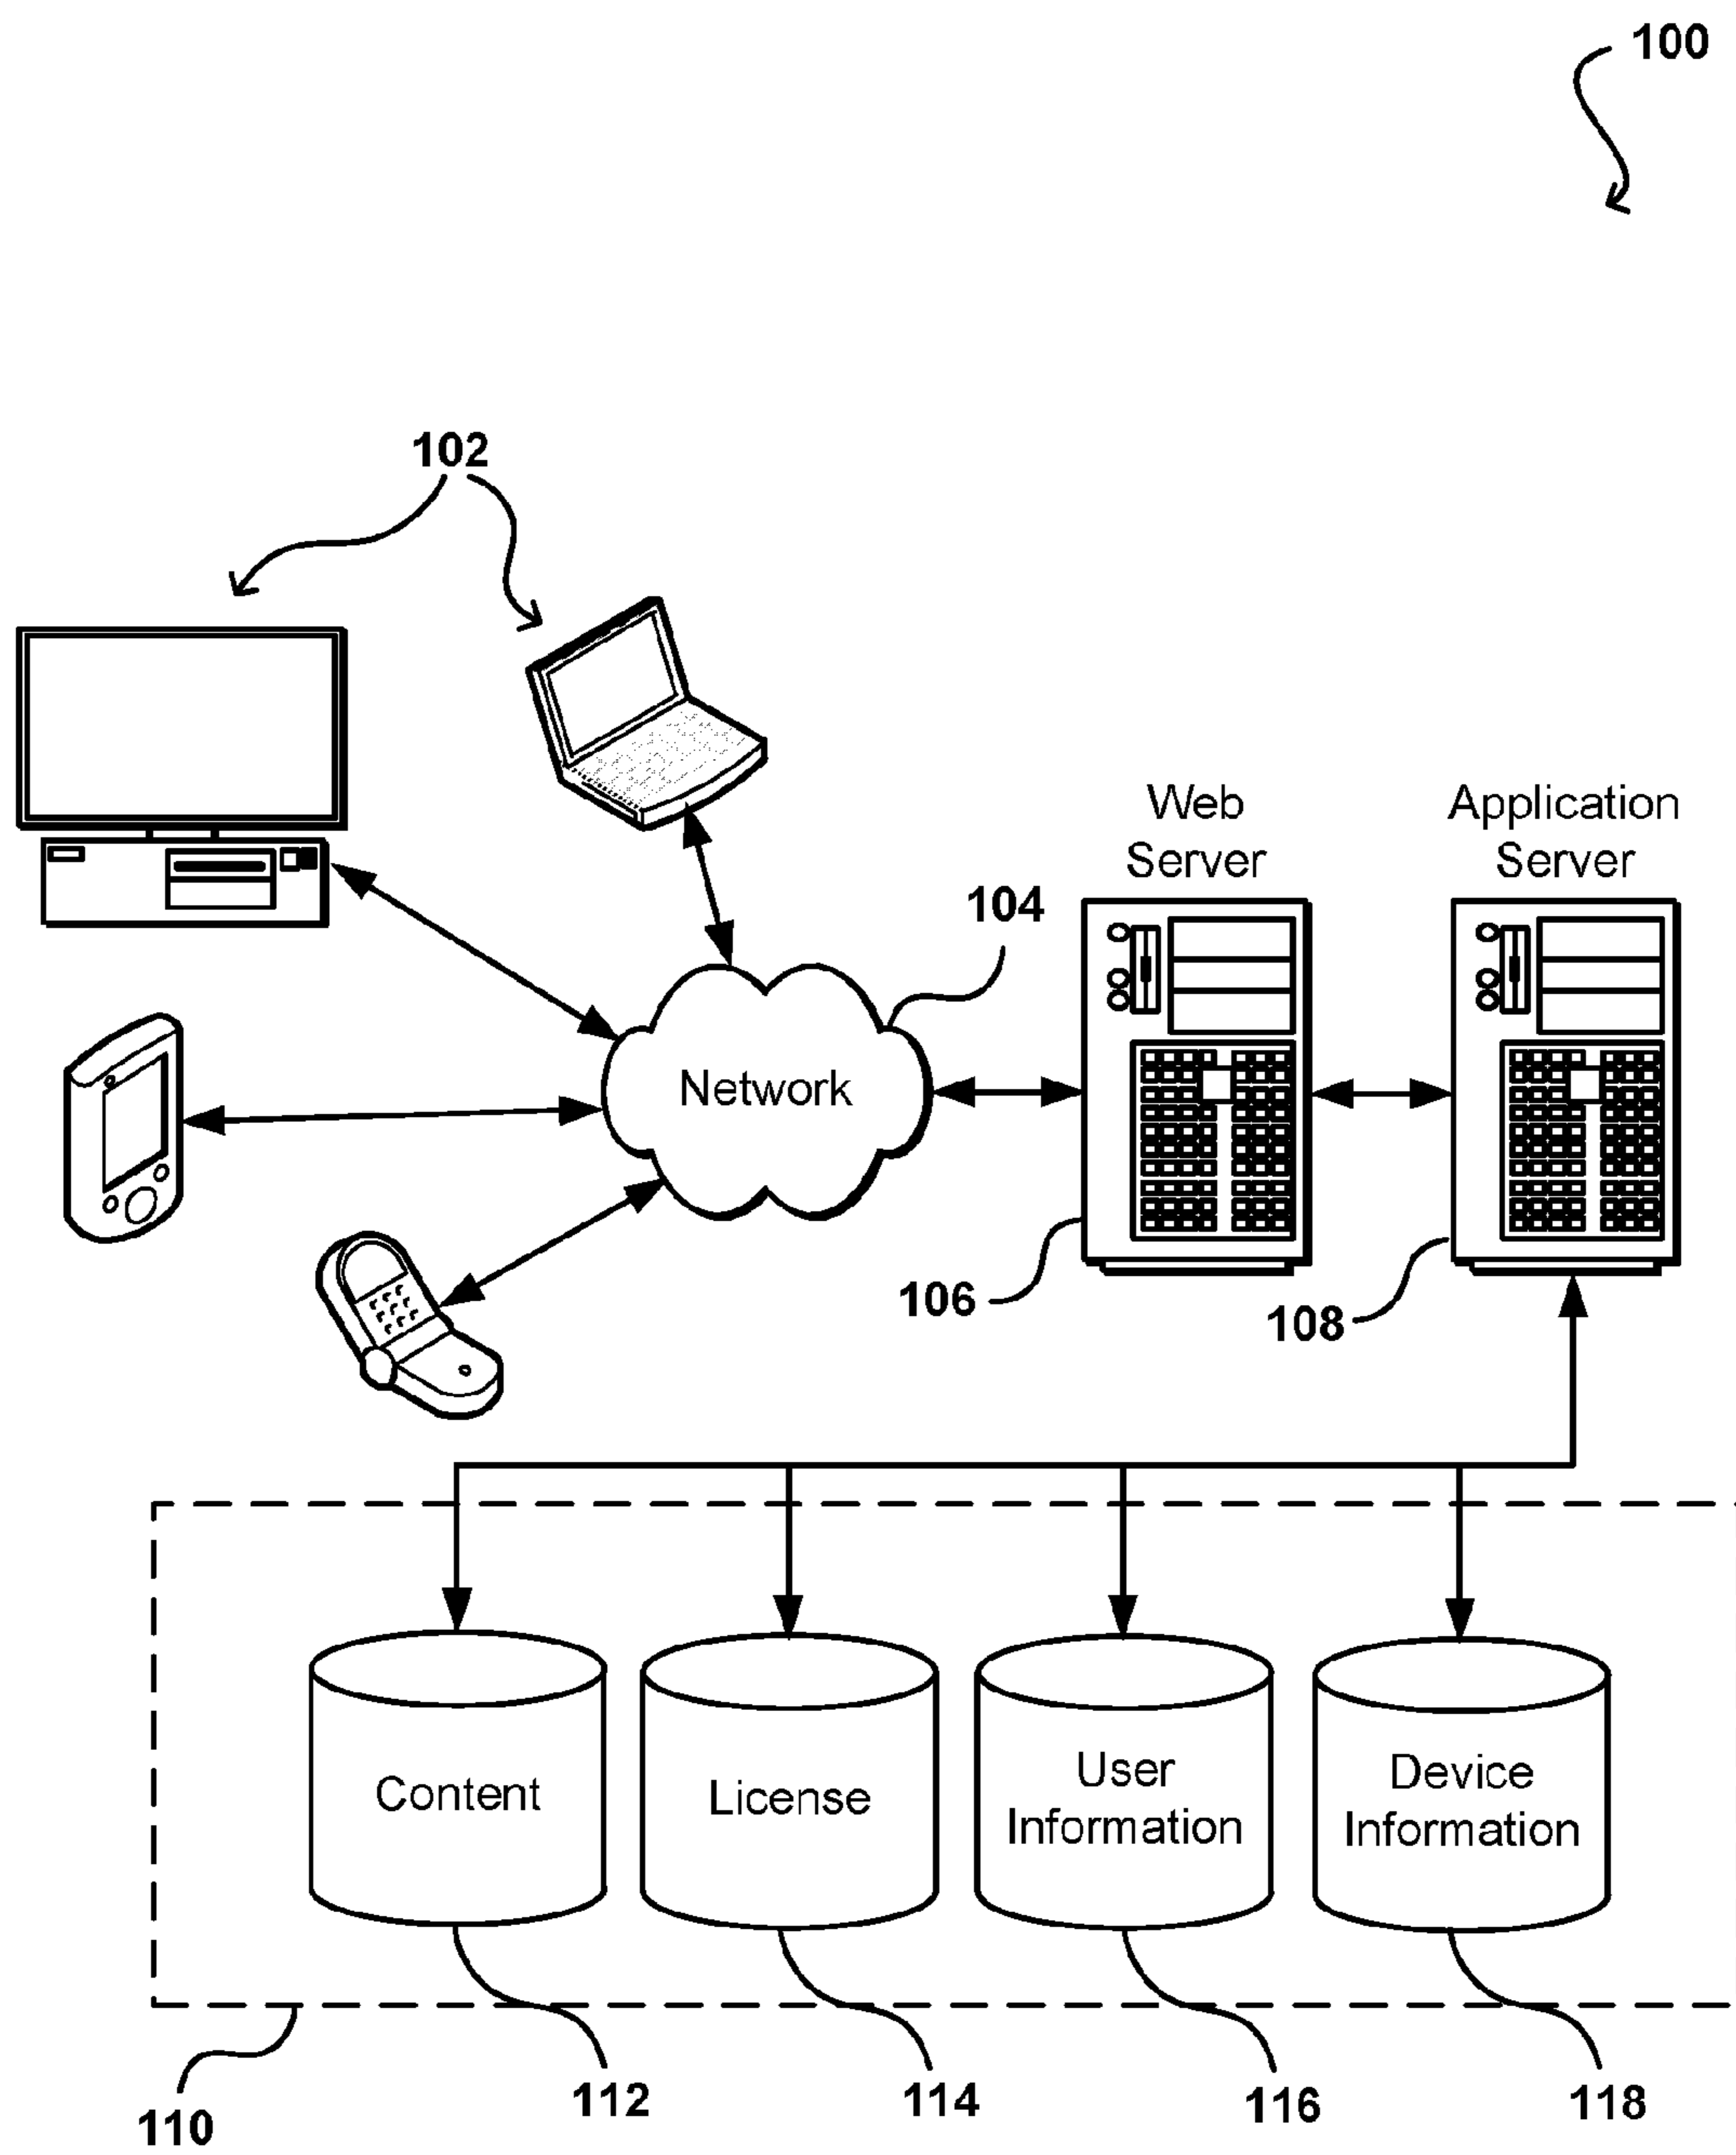 100
102
Web
Server
Application
Server
104
Network
106
108
Content
License
User
Information
Device
Information
110
112
114
116
118